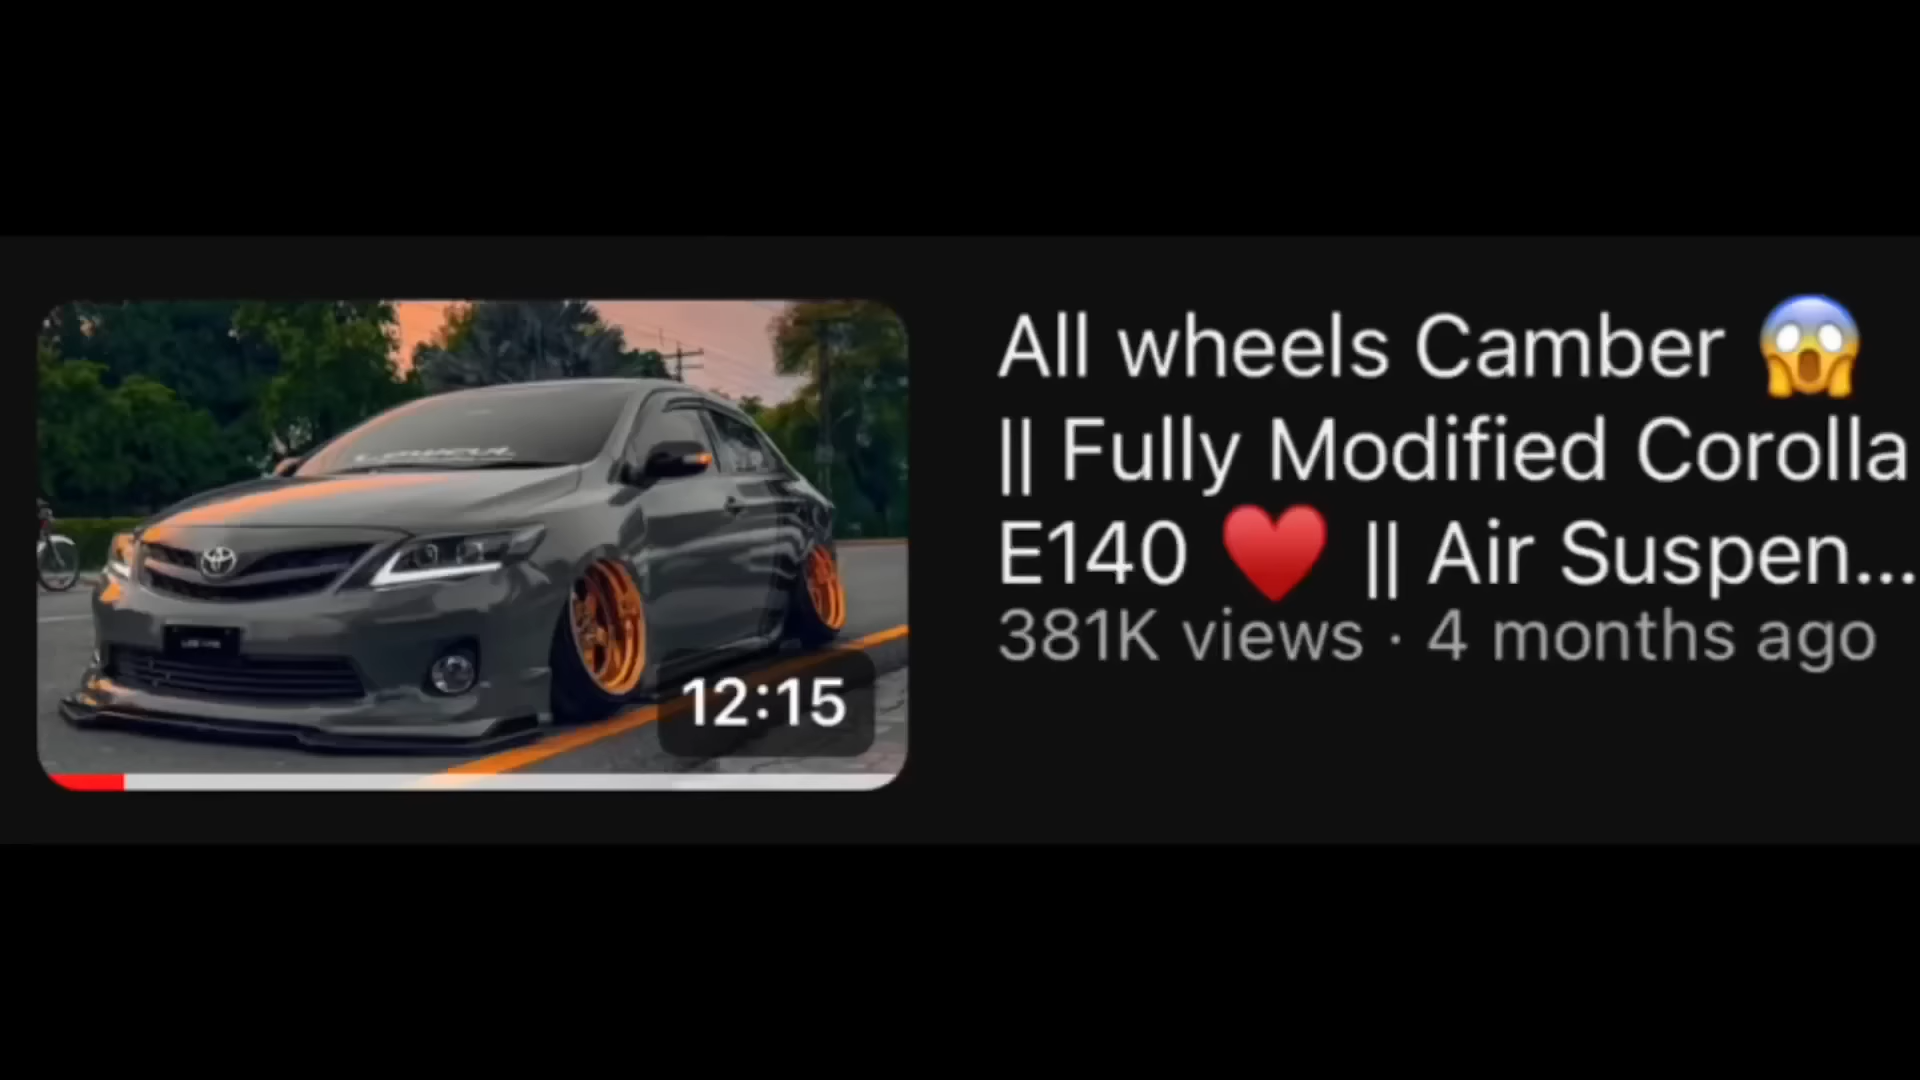 All wheels Camber 😱
|| Fully Modified Corolla
E140 ♥️ || Air Suspen...
381K views · 4 months ago
12:15